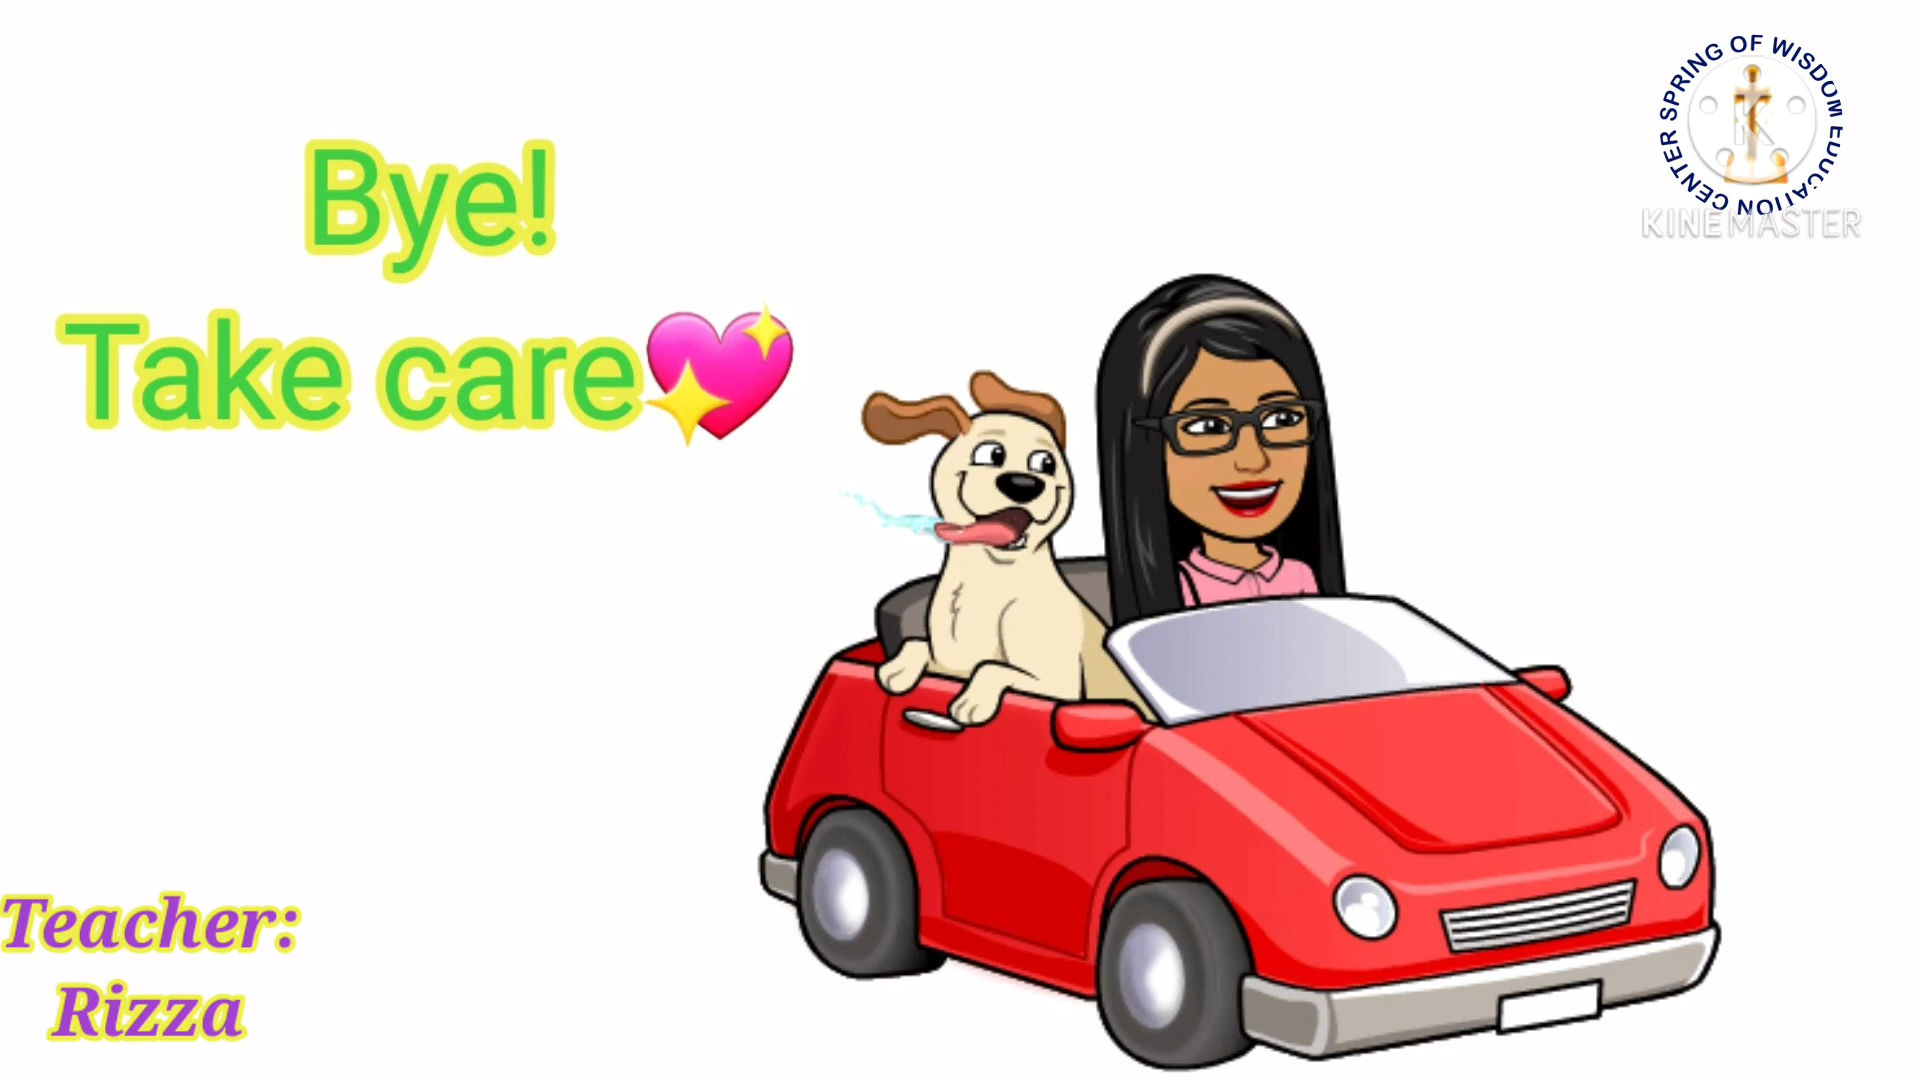 SPRING OF WISDOM EDUCATION CENTER
KINEMASTER
Bye!
Take care💖
Teacher:
Rizza